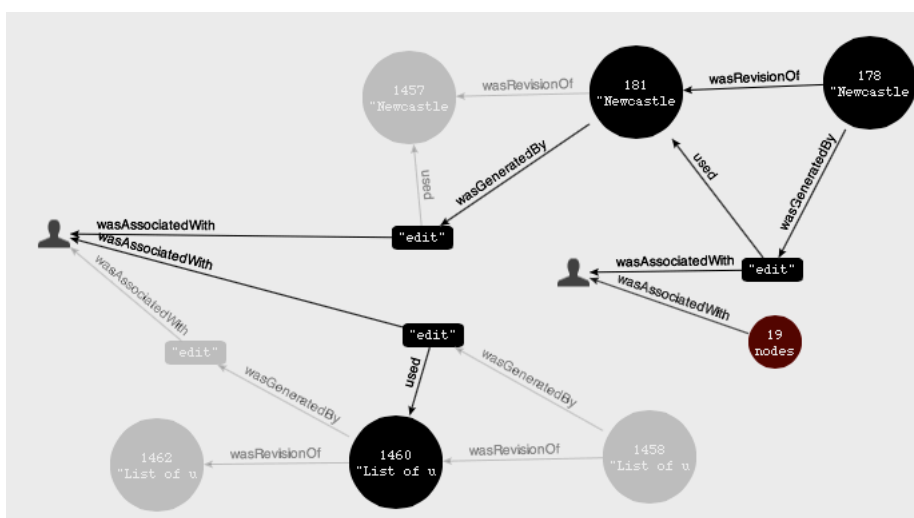 1457
"Newcastle
wasRevisionOf
181
"Newcastle
wasRevisionOf
178
"Newcastle
used
wasGeneratedBy
used
wasGeneratedBy
wasAssociatedWith
"edit"
wasAssociatedWith
wasAssociatedWith
"edit"
wasAssociatedWith
wasAssociatedWith
"edit"
19
nodes
"edit"
wasGeneratedBy
used
wasGeneratedBy
1462
"List of u
wasRevisionOf
1460
"List of u
wasRevisionOf
1458
"List of u